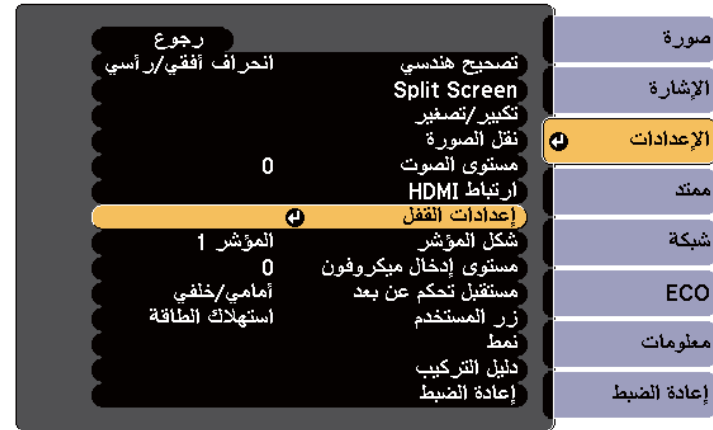 صورة
الإشارة
الإعدادات
ممتد
شبكة
ECO
معلومات
إعادة الضبط
رجوع
تصحيح هندسي انحراف أفقي/رأسي
Split Screen
تكبير/تصغير
نقل الصورة
مستوى الصوت 0
ارتباط HDMI
إعدادات القفل
شكل المؤشر المؤشر 1
مستوى إدخال ميكروفون 0
مستقبل تحكم عن بعد أمامي/خلفي
زر المستخدم استهلاك الطاقة
نمط
دليل التركيب
إعادة الضبط